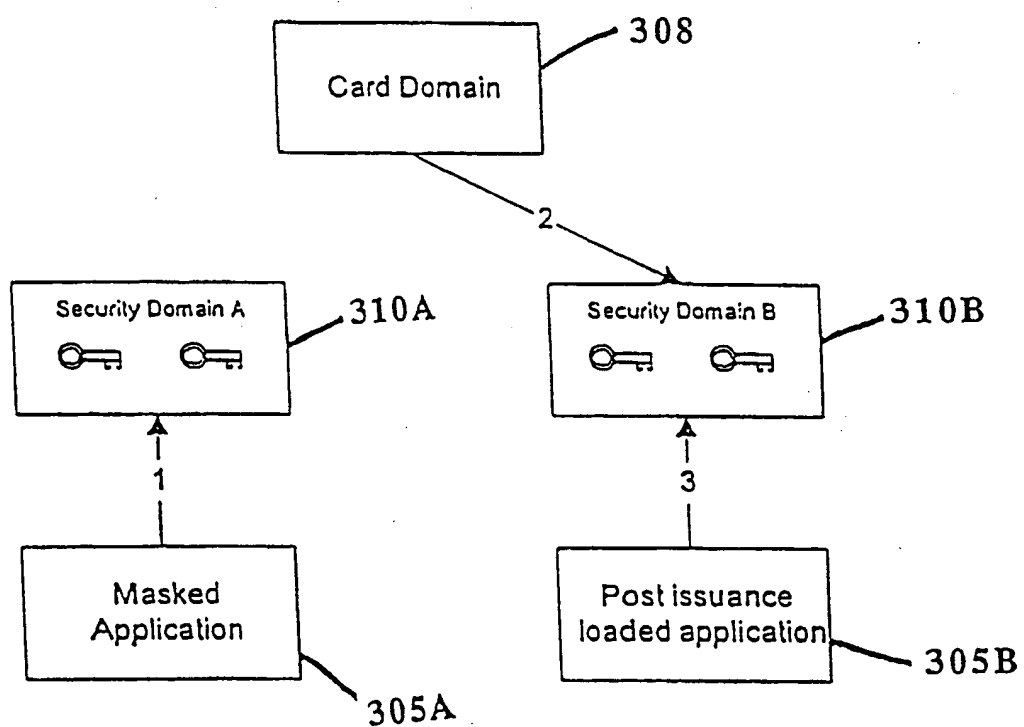 308
Card Domain
2
Security Domain A
310A
Security Domain B
310B
1
3
Masked
Application
Post issuance
loaded application
305A
305B